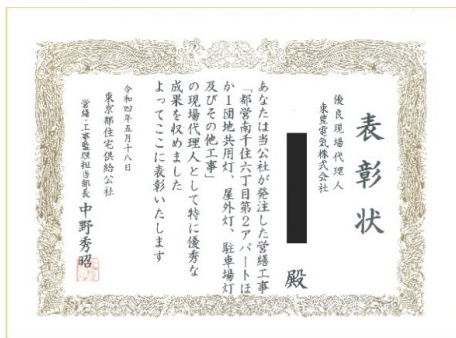 表彰状
優良現場代理人
東豊電気株式会社
殿
あなたは当公社が発注した営繕工事
「都営南千住六丁目第2アパートほ
か1団地共用灯、屋外灯、駐車場灯
及びその他工事」
の現場代理人として特に優秀な
成果を収めました
よってここに表彰いたします
令和四年五月十八日
東京都住宅供給公社
営繕・工事監理担当部長 中野秀昭